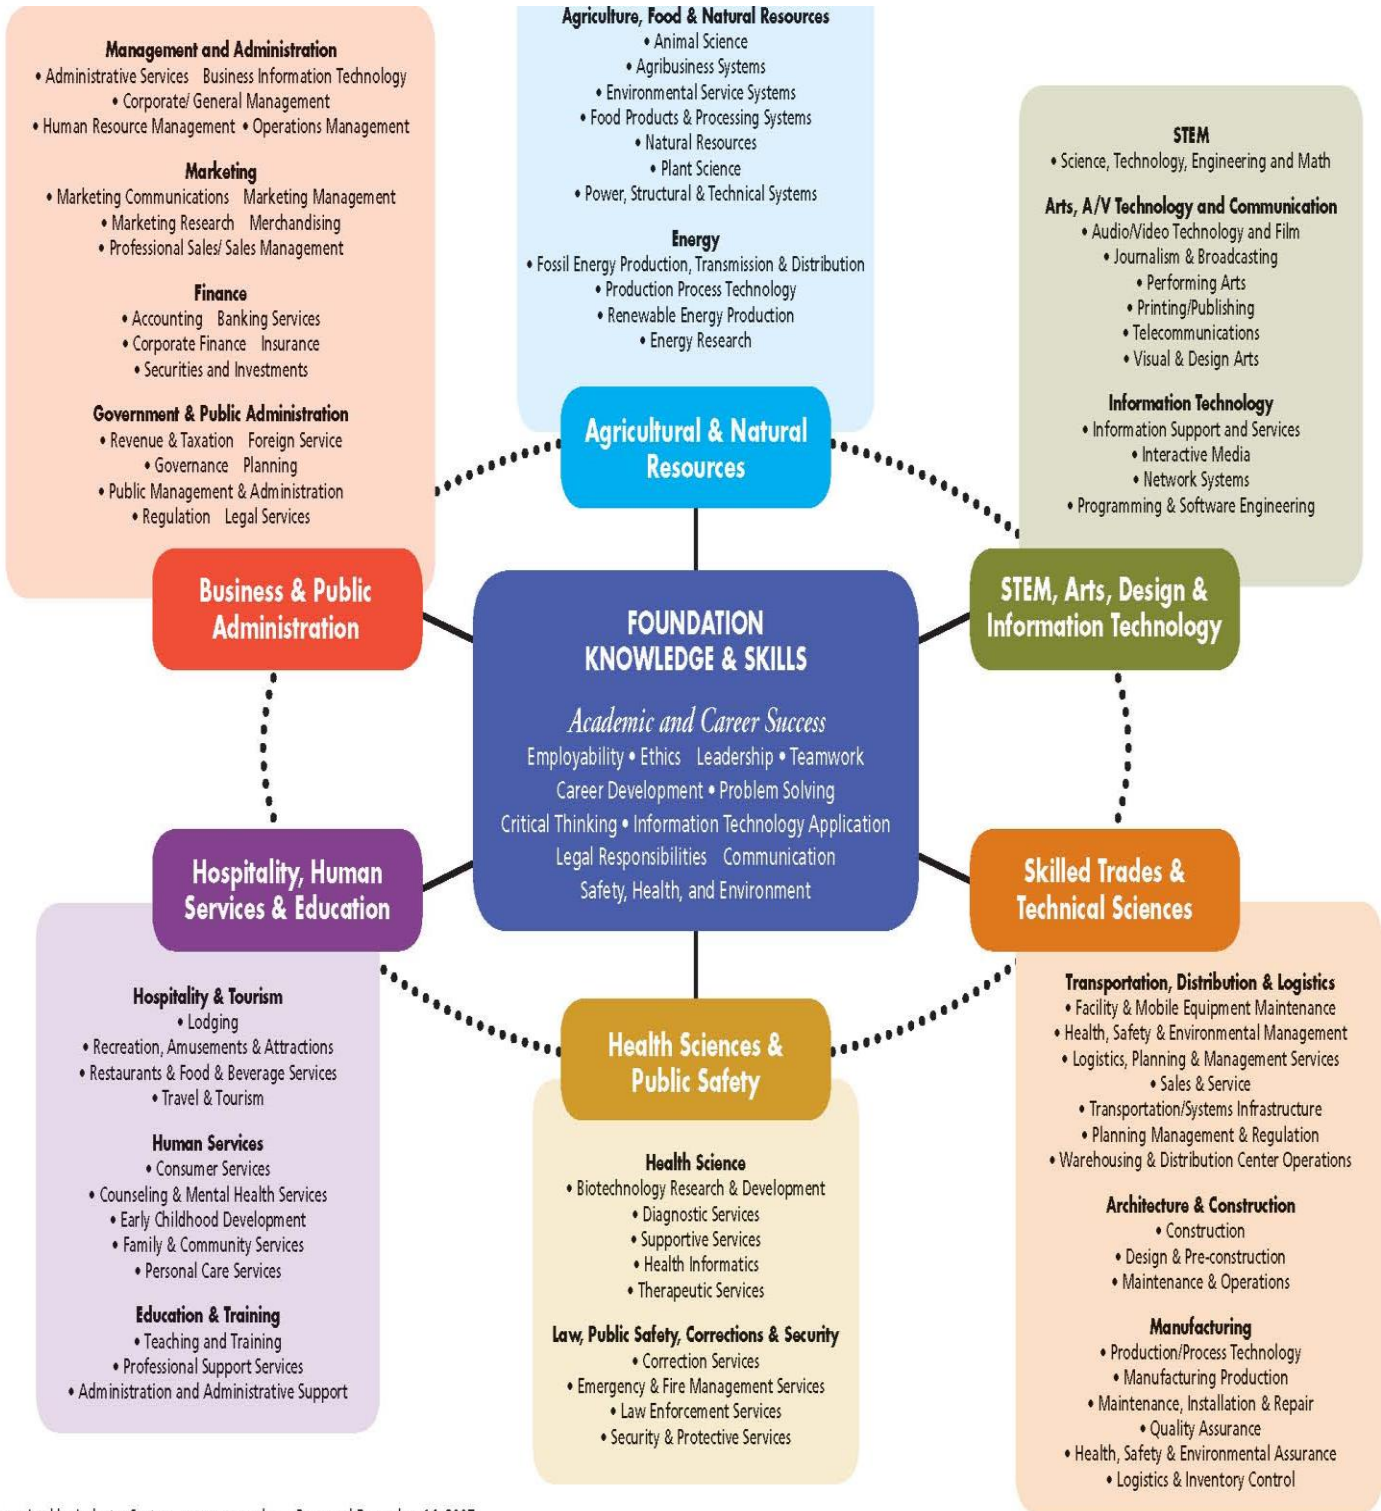 Management and Administration
• Administrative Services Business Information Technology
• Corporate/ General Management
• Human Resource Management • Operations Management
Marketing
• Marketing Communications Marketing Management
• Marketing Research Merchandising
• Professional Sales/ Sales Management
Finance
• Accounting Banking Services
• Corporate Finance Insurance
• Securities and Investments
Government & Public Administration
• Revenue & Taxation Foreign Service
• Governance Planning
• Public Management & Administration
• Regulation Legal Services
Business & Public
Administration
Agriculture, Food & Natural Resources
• Animal Science
• Agribusiness Systems
• Environmental Service Systems
• Food Products & Processing Systems
• Natural Resources
• Plant Science
• Power, Structural & Technical Systems
Energy
• Fossil Energy Production, Transmission & Distribution
• Production Process Technology
• Renewable Energy Production
• Energy Research
Agricultural & Natural
Resources
STEM
• Science, Technology, Engineering and Math
Arts, A/V Technology and Communication
• Audio/Video Technology and Film
• Journalism & Broadcasting
• Performing Arts
• Printing/Publishing
• Telecommunications
• Visual & Design Arts
Information Technology
• Information Support and Services
• Interactive Media
• Network Systems
• Programming & Software Engineering
STEM, Arts, Design &
Information Technology
FOUNDATION
KNOWLEDGE & SKILLS
Academic and Career Success
Employability • Ethics Leadership • Teamwork
Career Development • Problem Solving
Critical Thinking • Information Technology Application
Legal Responsibilities Communication
Safety, Health, and Environment
Hospitality, Human
Services & Education
Hospitality & Tourism
• Lodging
• Recreation, Amusements & Attractions
• Restaurants & Food & Beverage Services
• Travel & Tourism
Human Services
• Consumer Services
• Counseling & Mental Health Services
• Early Childhood Development
• Family & Community Services
• Personal Care Services
Education & Training
• Teaching and Training
• Professional Support Services
• Administration and Administrative Support
Health Sciences &
Public Safety
Health Science
• Biotechnology Research & Development
• Diagnostic Services
• Supportive Services
• Health Informatics
• Therapeutic Services
Law, Public Safety, Corrections & Security
• Correction Services
• Emergency & Fire Management Services
• Law Enforcement Services
• Security & Protective Services
Skilled Trades &
Technical Sciences
Transportation, Distribution & Logistics
• Facility & Mobile Equipment Maintenance
• Health, Safety & Environmental Management
• Logistics, Planning & Management Services
• Sales & Service
• Transportation/Systems Infrastructure
• Planning Management & Regulation
• Warehousing & Distribution Center Operations
Architecture & Construction
• Construction
• Design & Pre-construction
• Maintenance & Operations
Manufacturing
• Production/Process Technology
• Manufacturing Production
• Maintenance, Installation & Repair
• Quality Assurance
• Health, Safety & Environmental Assurance
• Logistics & Inventory Control